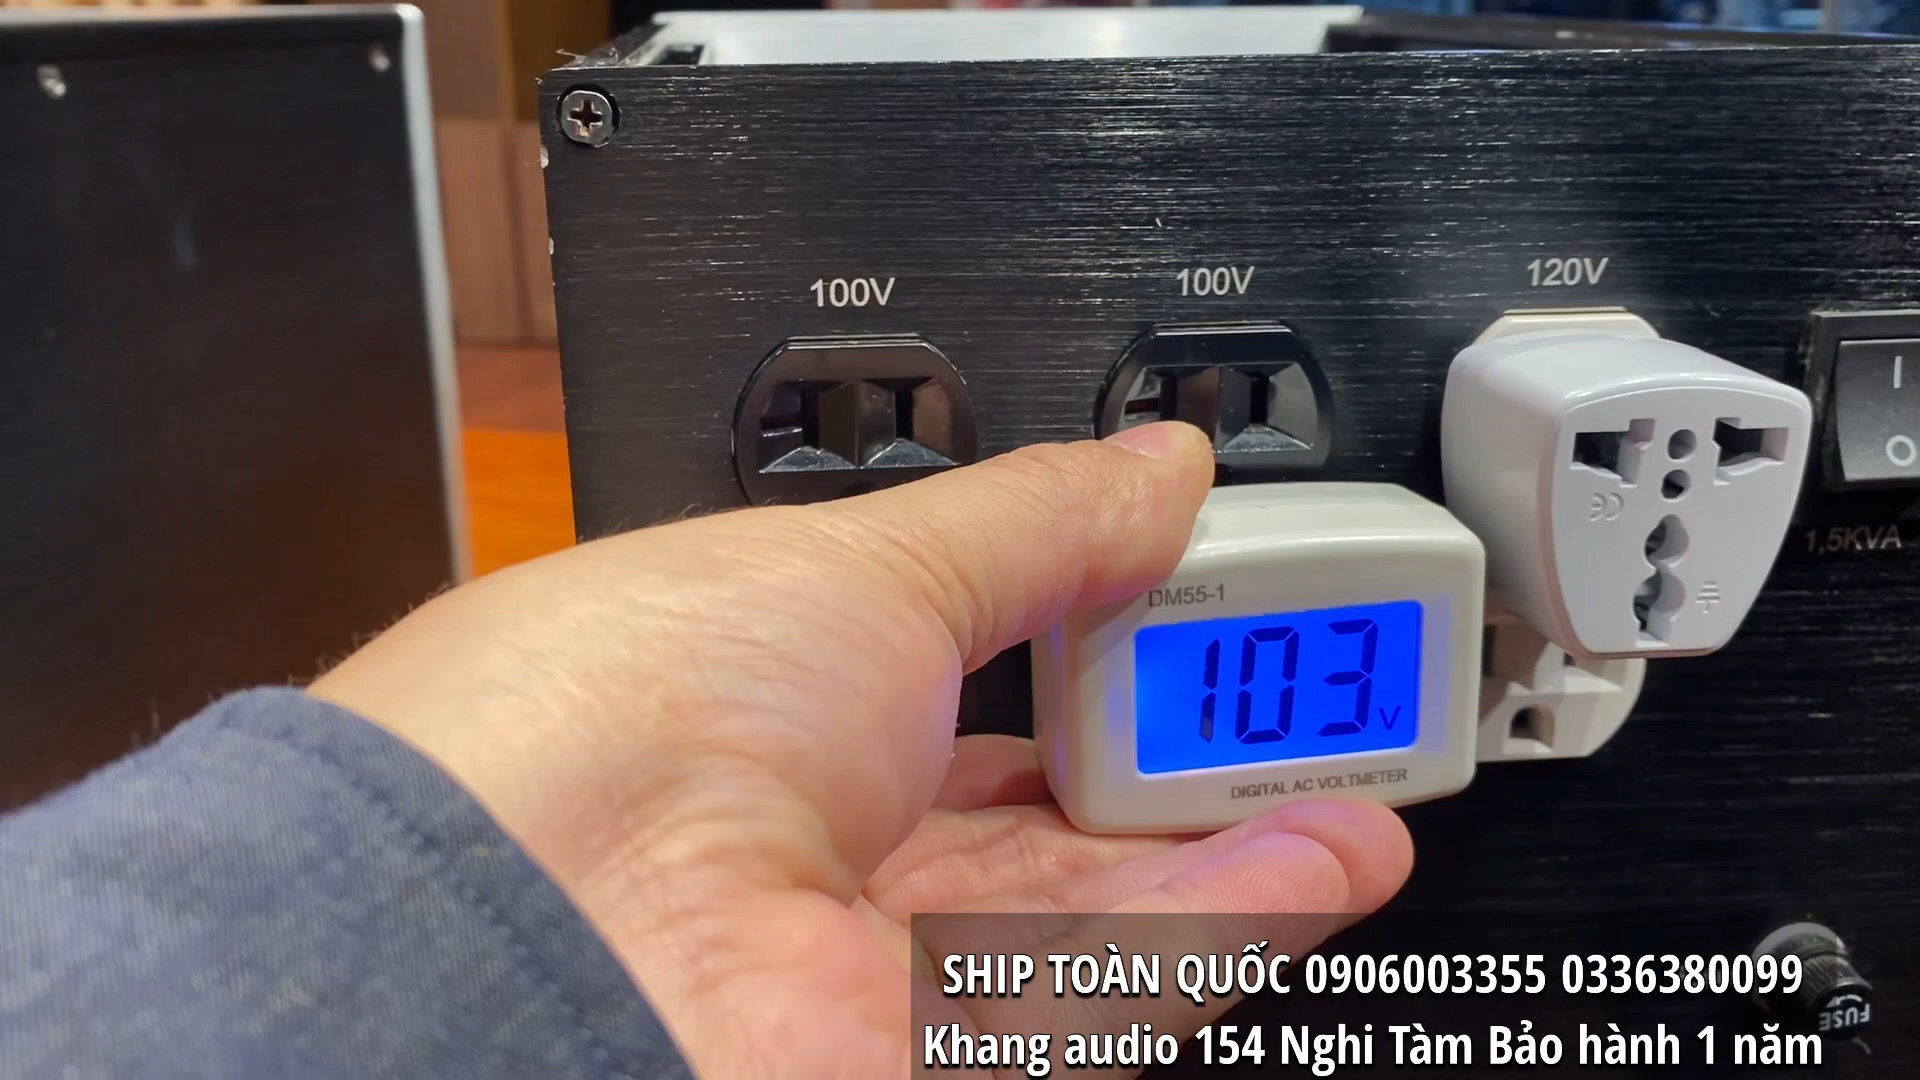 100V
100V
120V
I
O
1,5KVA
DM55-1
103V
DIGITAL AC VOLTMETER
CE
FUSE
SHIP TOÀN QUỐC 0906003355 0336380099
Khang audio 154 Nghi Tàm Bảo hành 1 năm